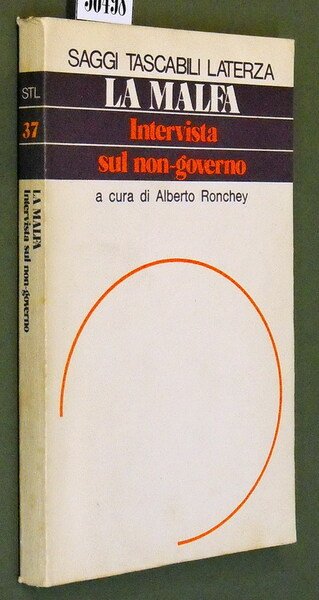 50498
SAGGI TASCABILI LATERZA
LA MALFA
Intervista
sul non-governo
a cura di Alberto Ronchey
STL
37
LA MALFA
Intervista sul non-governo